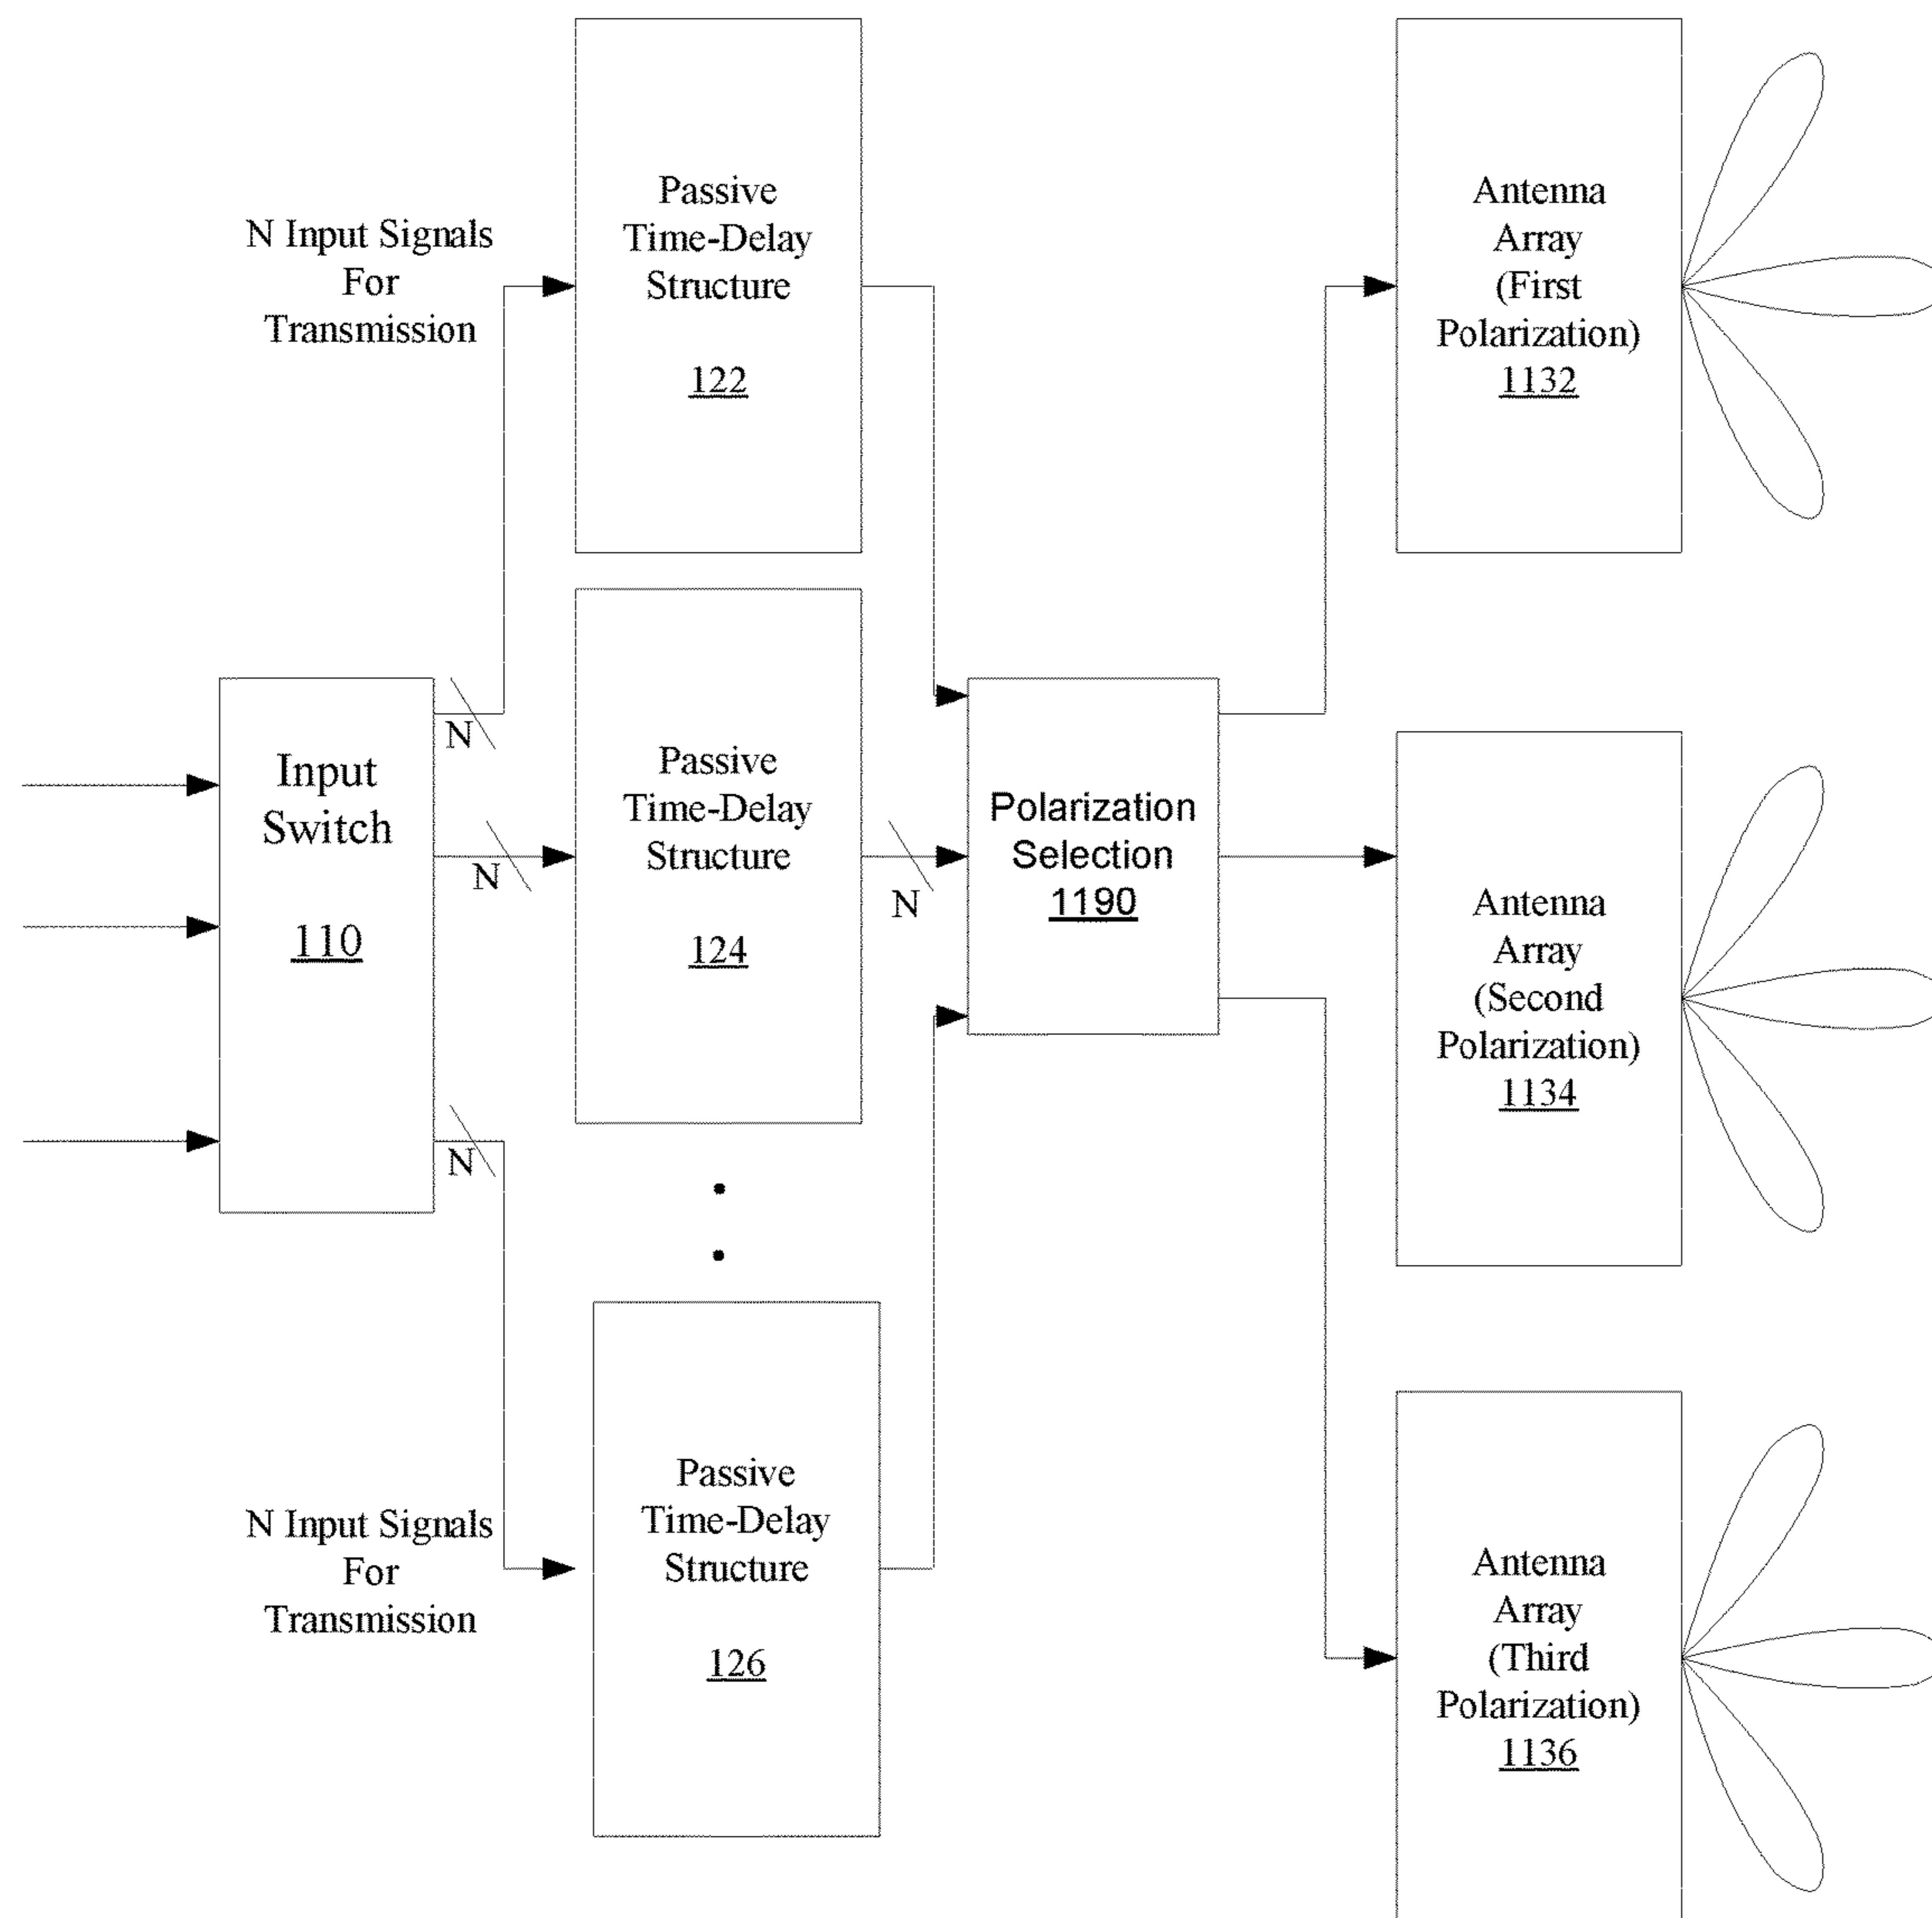 N Input Signals
For
Transmission
Passive
Time-Delay
Structure
122
Antenna
Array
(First
Polarization)
1132
Input
Switch
110
N
N
N
Passive
Time-Delay
Structure
124
N
Polarization
Selection
1190
Antenna
Array
(Second
Polarization)
1134
N Input Signals
For
Transmission
Passive
Time-Delay
Structure
126
Antenna
Array
(Third
Polarization)
1136